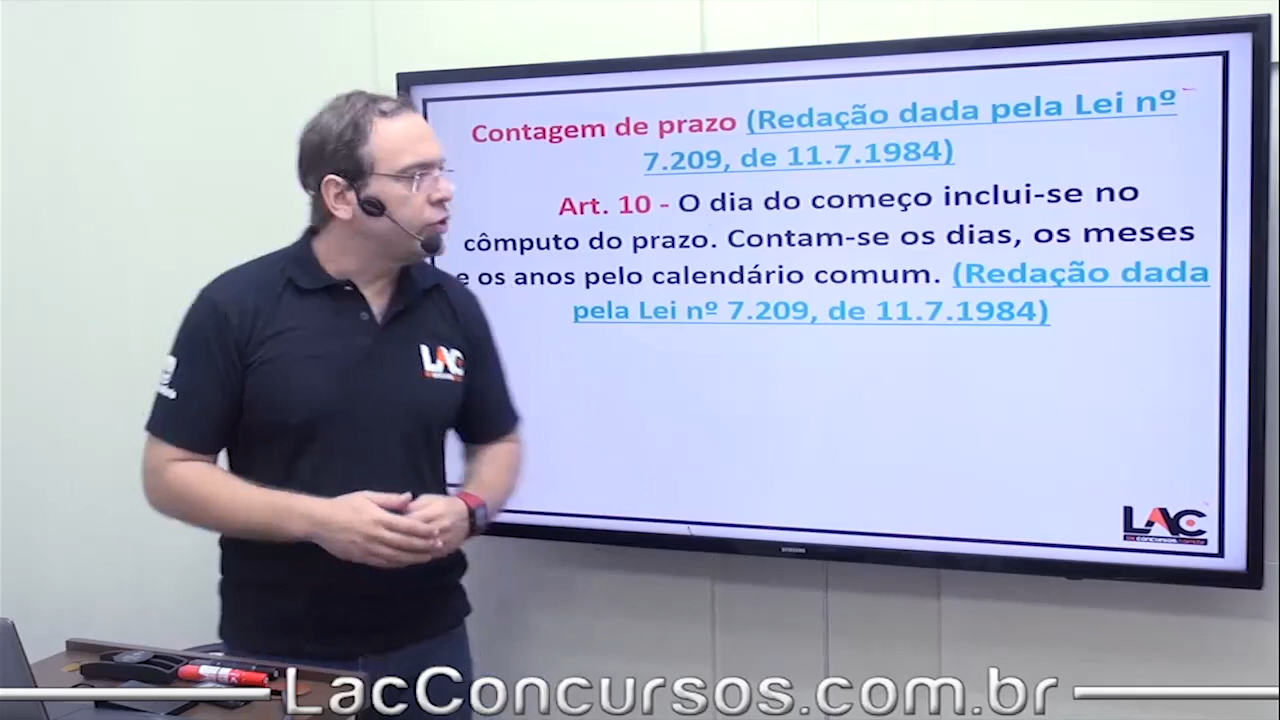 Contagem de prazo (Redação dada pela Lei nº
7.209, de 11.7.1984)
Art. 10 - O dia do começo inclui-se no
cômputo do prazo. Contam-se os dias, os meses
e os anos pelo calendário comum. (Redação dada
pela Lei nº 7.209, de 11.7.1984)
LAC
LAC
CONCURSOS
SAMSUNG
LacConcursos.com.br